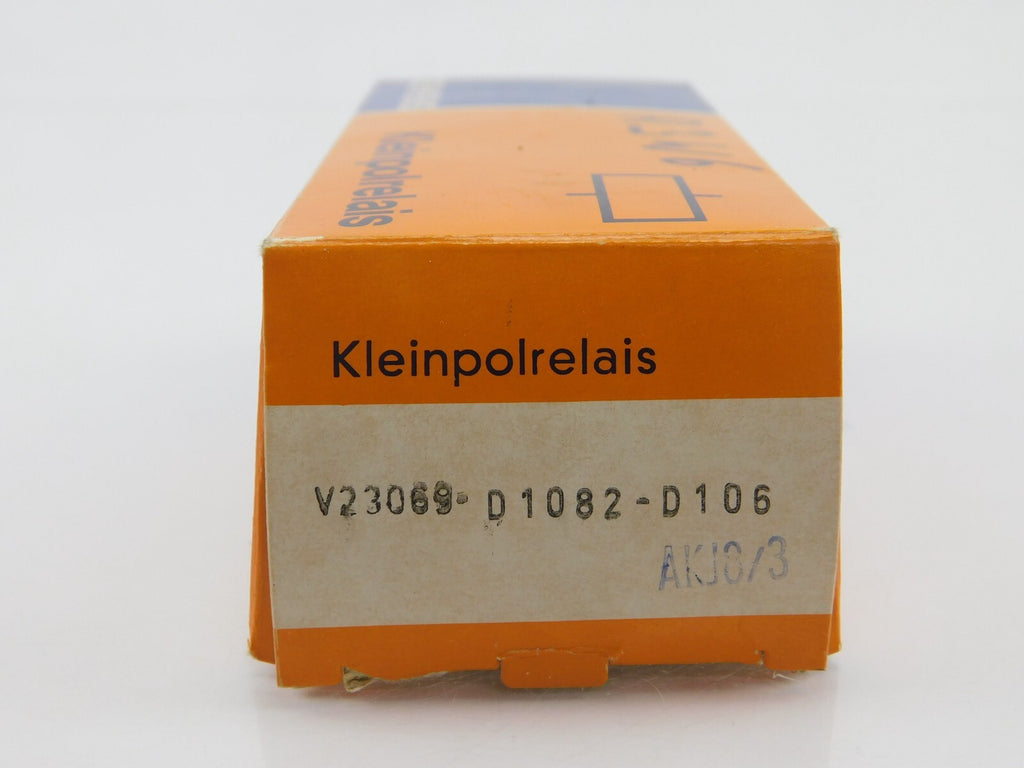 Kleinpolrelais
Kleinpolrelais
V23069-D1082-D106
AKJ8/3